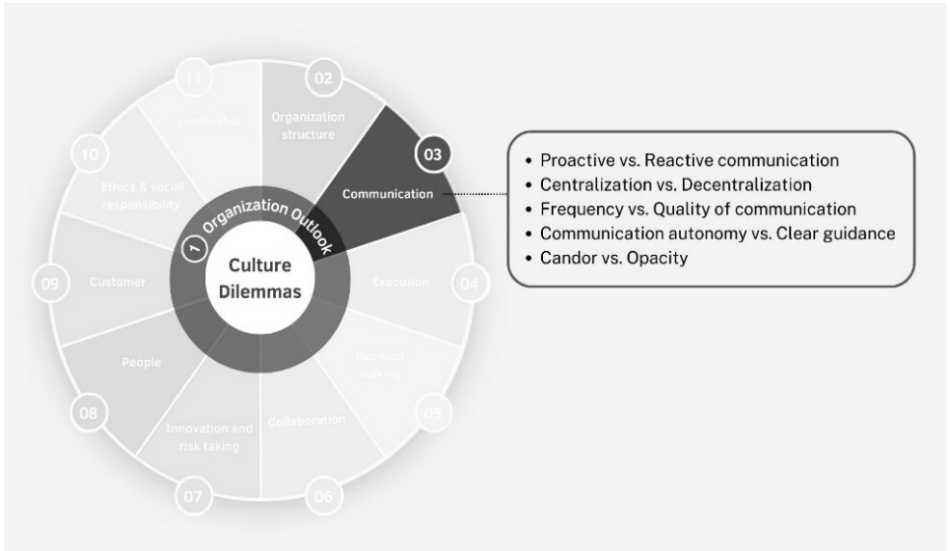 11
Leadership
02
Organization
structure
03
Communication
04
Execution
05
Decision
making
06
Collaboration
07
Innovation and
risk taking
08
People
09
Customer
10
Ethics & social
responsibility
1 Organization Outlook
Culture
Dilemmas
• Proactive vs. Reactive communication
• Centralization vs. Decentralization
• Frequency vs. Quality of communication
• Communication autonomy vs. Clear guidance
• Candor vs. Opacity